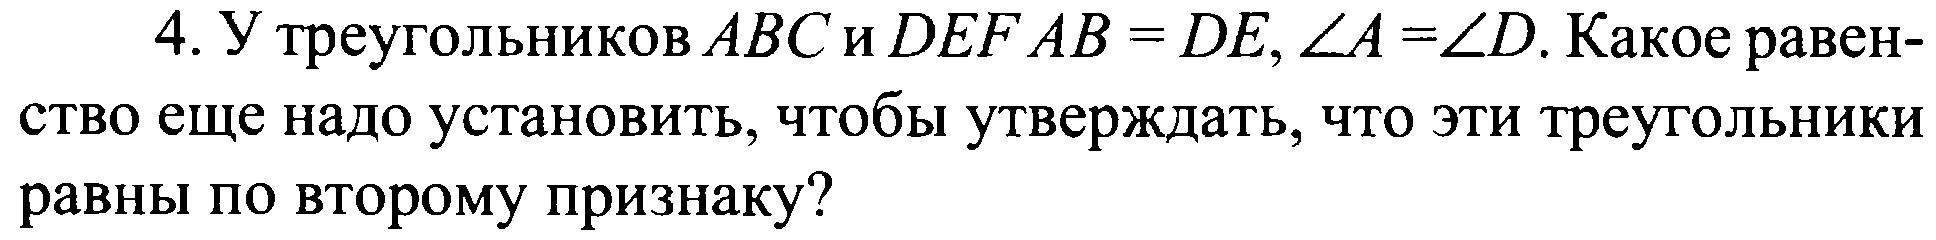 4. У треугольников ABC и DEF AB = DE, ∠A =∠D. Какое равен-
ство еще надо установить, чтобы утверждать, что эти треугольники
равны по второму признаку?